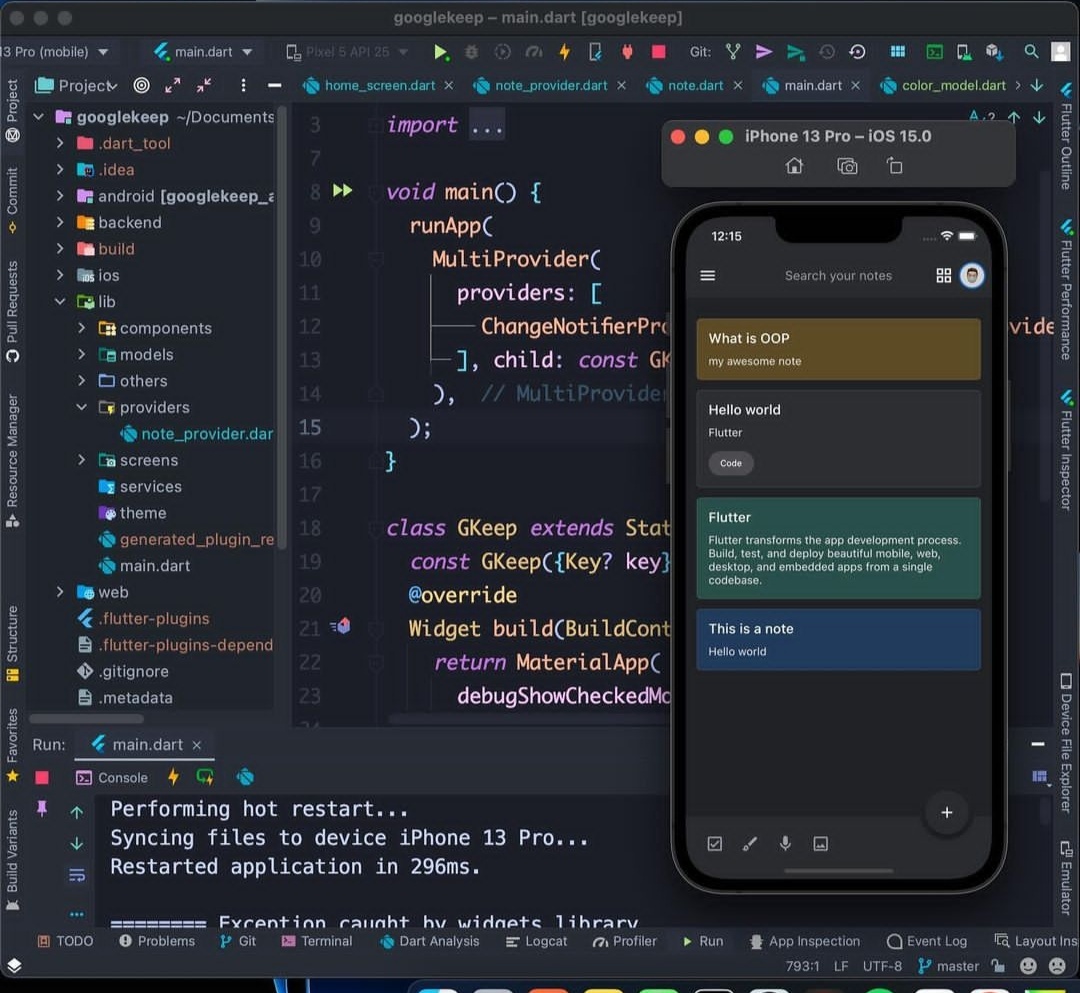 googlekeep – main.dart [googlekeep]
13 Pro (mobile)
main.dart
Pixel 5 API 25
Git:
Project
home_screen.dart
note_provider.dart
note.dart
main.dart
color_model.dart
Project
Commit
Pull Requests
Resource Manager
Structure
Favorites
Build Variants
googlekeep ~/Documents
.dart_tool
.idea
android [googlekeep_a
backend
build
ios
lib
components
models
others
providers
note_provider.dar
screens
services
theme
generated_plugin_re
main.dart
web
.flutter-plugins
.flutter-plugins-depend
.gitignore
.metadata
3 import ...
7
8 void main() {
9 runApp(
10 MultiProvider(
11 providers: [
12 ChangeNotifierPro
vide
13 ], child: const GK
14 ), // MultiProvider
15 );
16 }
17
18 class GKeep extends Stat
19 const GKeep({Key? key}
20 @override
21 Widget build(BuildCont
22 return MaterialApp(
23 debugShowCheckedMo
2
iPhone 13 Pro – iOS 15.0
12:15
Search your notes
What is OOP
my awesome note
Hello world
Flutter
Code
Flutter
Flutter transforms the app development process.
Build, test, and deploy beautiful mobile, web,
desktop, and embedded apps from a single
codebase.
This is a note
Hello world
+
Flutter Outline
Flutter Performance
Flutter Inspector
Device File Explorer
Emulator
Run:
main.dart
Console
Performing hot restart...
Syncing files to device iPhone 13 Pro...
Restarted application in 296ms.
======== Exception caught by widgets library
TODO
Problems
Git
Terminal
Dart Analysis
Logcat
Profiler
Run
App Inspection
Event Log
Layout Ins
793:1
LF
UTF-8
master